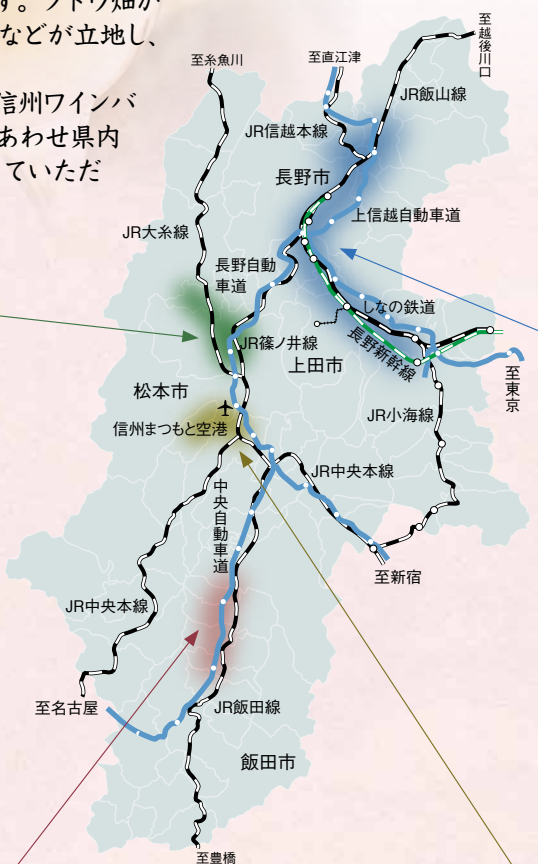 す。ブドウ畑が
などが立地し、
信州ワインバ
あわせ県内
ていただ
至越後川口
至糸魚川
至直江津
JR飯山線
JR信越本線
長野市
上信越自動車道
JR大糸線
長野自動
車道
しなの鉄道
JR篠ノ井線
長野新幹線
上田市
至東京
松本市
JR小海線
信州まつもと空港
JR中央本線
中央自動車道
至新宿
JR中央本線
至名古屋
JR飯田線
飯田市
至豊橋